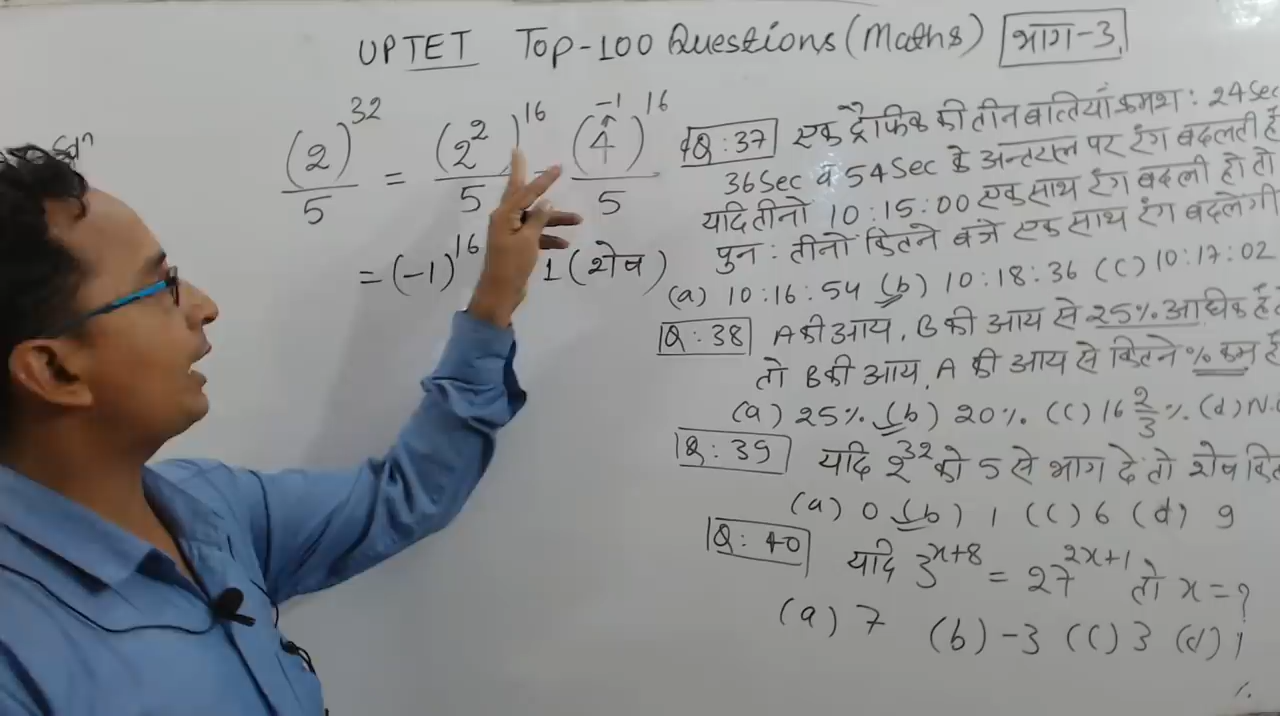 UPTET Top-100 Questions (Maths) भाग-3
Solⁿ
(2)³²/5 = (2²)¹⁶/5 = (4)¹⁶/5
-1
= (-1)¹⁶ 1 (शेष)
Q:37 एक ट्रैफिक की तीन बत्तियाँ क्रमश: 24 Sec
36 Sec व 54 Sec के अन्तराल पर रंग बदलती हैं
यदि तीनो 10:15:00 एक साथ रंग बदली हो तो
पुन: तीनो कितने बजे एक साथ रंग बदलेगी
(a) 10:16:54 (b) 10:18:36 (c) 10:17:02
Q:38 A की आय, B की आय से 25% अधिक है
तो B की आय, A की आय से कितने % कम है
(a) 25% (b) 20% (c) 16 2/3 % (d) N.
Q:39 यदि 2³² को 5 से भाग दे तो शेष
(a) 0 (b) 1 (c) 6 (d) 9
Q:40 यदि 3ˣ⁺⁸ = 27²ˣ⁺¹ तो x = ?
(a) 7 (b) -3 (c) 3 (d) 1